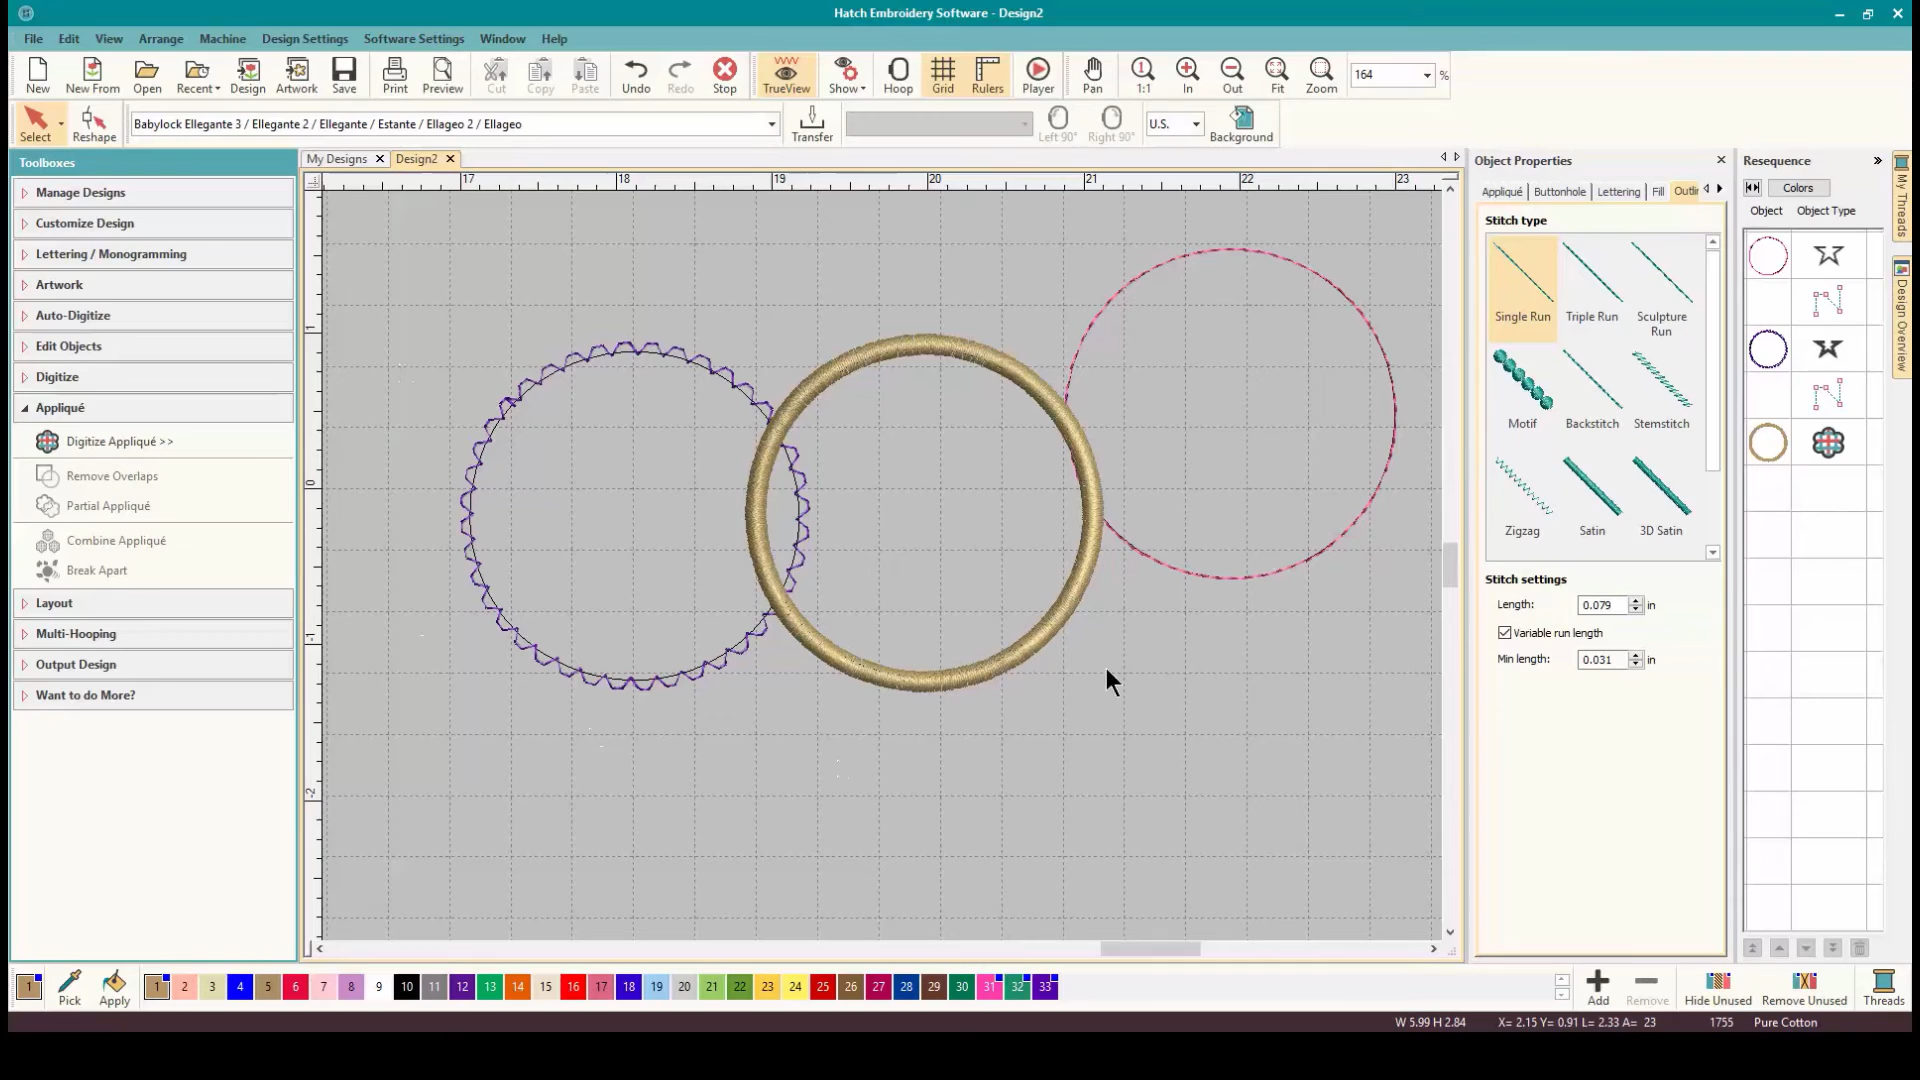 Hatch Embroidery Software - Design2
File Edit View Arrange Machine Design Settings Software Settings Window Help
New New From Open Recent Design Artwork Save Print Preview Cut Copy Paste Undo Redo Stop TrueView Show Hoop Grid Rulers Player Pan 1:1 In Out Fit Zoom 164 %
Select Reshape Babylock Ellegante 3 / Ellegante 2 / Ellegante / Estante / Ellageo 2 / Ellageo Transfer Left 90° Right 90° U.S. Background
Toolboxes
Manage Designs
Customize Design
Lettering / Monogramming
Artwork
Auto-Digitize
Edit Objects
Digitize
Appliqué
Digitize Appliqué >>
Remove Overlaps
Partial Appliqué
Combine Appliqué
Break Apart
Layout
Multi-Hooping
Output Design
Want to do More?
My Designs Design2
17 18 19 20 21 22 23
1
0
-1
-2
Object Properties
Appliqué Buttonhole Lettering Fill Outlin
Stitch type
Single Run Triple Run Sculpture Run
Motif Backstitch Stemstitch
Zigzag Satin 3D Satin
Stitch settings
Length: 0.079 in
Variable run length
Min length: 0.031 in
Resequence
Colors
Object Object Type
My Threads
Design Overview
1 Pick Apply 1 2 3 4 5 6 7 8 9 10 11 12 13 14 15 16 17 18 19 20 21 22 23 24 25 26 27 28 29 30 31 32 33
Add Remove Hide Unused Remove Unused Threads
W 5.99 H 2.84 X= 2.15 Y= 0.91 L= 2.33 A= 23 1755 Pure Cotton